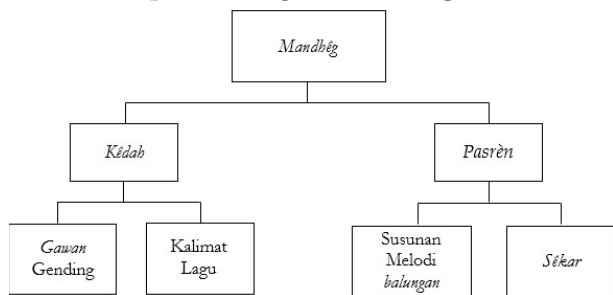 Mandhêg
Kêdah
Pasrèn
Gawan
Gending
Kalimat
Lagu
Susunan
Melodi
balungan
Sêkar